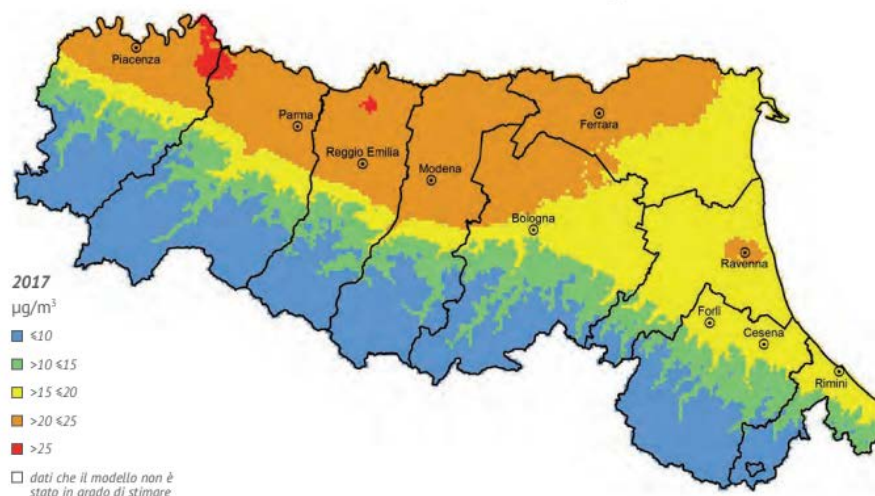 Piacenza
Parma
Reggio Emilia
Modena
Ferrara
Bologna
Ravenna
Forlì
Cesena
Rimini
2017
µg/m³
≤10
>10 ≤15
>15 ≤20
>20 ≤25
>25
dati che il modello non è
stato in grado di stimare